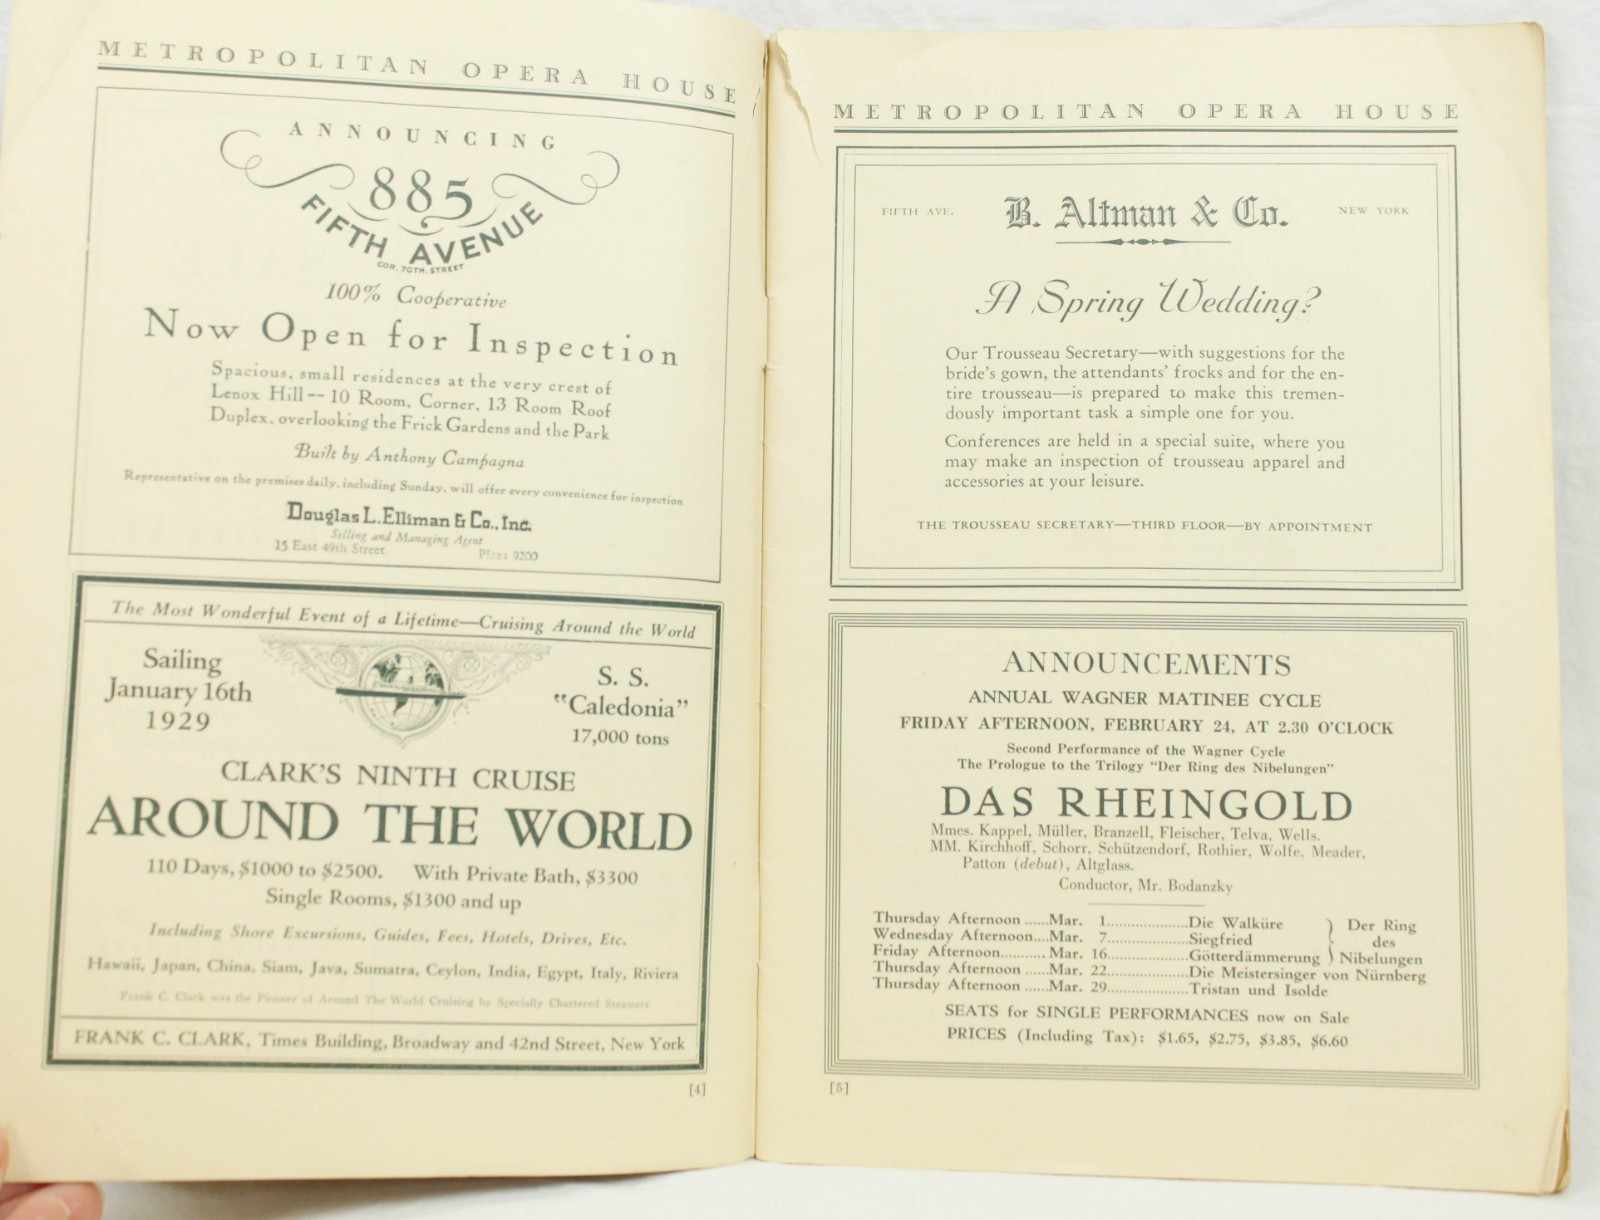 METROPOLITAN OPERA HOUSE
ANNOUNCING
885
FIFTH AVENUE
COR. 70TH. STREET
100% Cooperative
Now Open for Inspection
Spacious, small residences at the very crest of
Lenox Hill -- 10 Room, Corner, 13 Room Roof
Duplex, overlooking the Frick Gardens and the Park
Built by Anthony Campagna
Representative on the premises daily, including Sunday, will offer every convenience for inspection
Douglas L. Elliman & Co., Inc.
Selling and Managing Agent
15 East 49th Street Plaza 9200
The Most Wonderful Event of a Lifetime—Cruising Around the World
Sailing
January 16th
1929
S. S.
"Caledonia"
17,000 tons
CLARK'S NINTH CRUISE
AROUND THE WORLD
110 Days, $1000 to $2500. With Private Bath, $3300
Single Rooms, $1300 and up
Including Shore Excursions, Guides, Fees, Hotels, Drives, Etc.
Hawaii, Japan, China, Siam, Java, Sumatra, Ceylon, India, Egypt, Italy, Riviera
Frank C. Clark was the Pioneer of Around The World Cruising by Specially Chartered Steamers
FRANK C. CLARK, Times Building, Broadway and 42nd Street, New York
[4]
METROPOLITAN OPERA HOUSE
FIFTH AVE. B. Altman & Co. NEW YORK
A Spring Wedding?
Our Trousseau Secretary—with suggestions for the
bride's gown, the attendants' frocks and for the en-
tire trousseau—is prepared to make this tremen-
dously important task a simple one for you.
Conferences are held in a special suite, where you
may make an inspection of trousseau apparel and
accessories at your leisure.
THE TROUSSEAU SECRETARY—THIRD FLOOR—BY APPOINTMENT
ANNOUNCEMENTS
ANNUAL WAGNER MATINEE CYCLE
FRIDAY AFTERNOON, FEBRUARY 24, AT 2.30 O'CLOCK
Second Performance of the Wagner Cycle
The Prologue to the Trilogy "Der Ring des Nibelungen"
DAS RHEINGOLD
Mmes. Kappel, Müller, Branzell, Fleischer, Telva, Wells.
MM. Kirchhoff, Schorr, Schützendorf, Rothier, Wolfe, Meader,
Patton (debut), Altglass.
Conductor, Mr. Bodanzky
Thursday Afternoon ......Mar. 1....................Die Walküre } Der Ring
Wednesday Afternoon....Mar. 7....................Siegfried } des
Friday Afternoon.......... Mar. 16....................Götterdämmerung } Nibelungen
Thursday Afternoon ......Mar. 22....................Die Meistersinger von Nürnberg
Thursday Afternoon ......Mar. 29....................Tristan und Isolde
SEATS for SINGLE PERFORMANCES now on Sale
PRICES (Including Tax): $1.65, $2.75, $3.85, $6.60
[5]